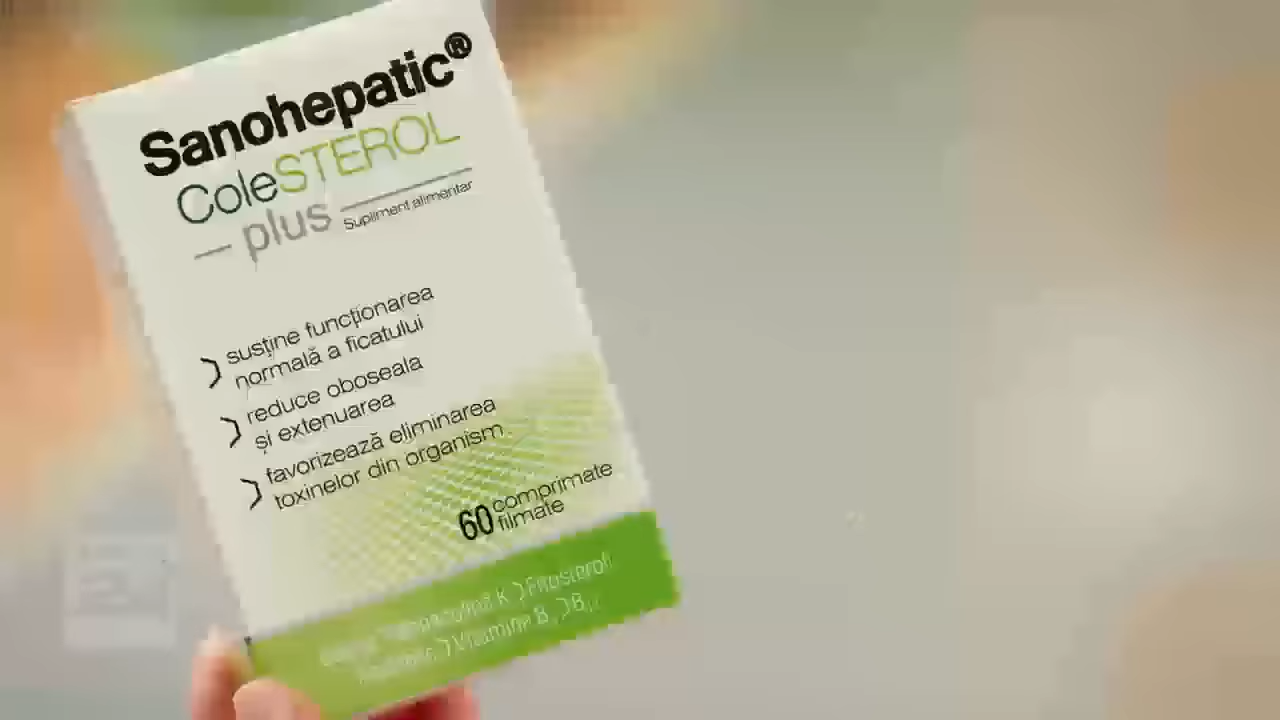 Sanohepatic®
ColeSTEROL
plus
Supliment alimentar
susține funcționarea
normală a ficatului
reduce oboseala
și extenuarea
favorizează eliminarea
toxinelor din organism
60 comprimate
filmate
K Fitosteroli
Vitamine B